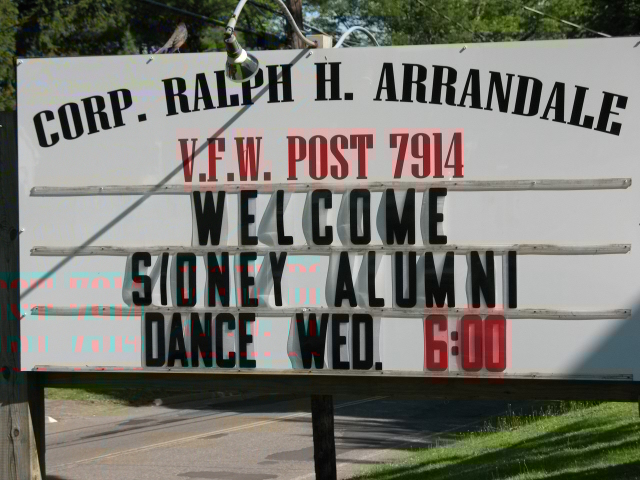 CORP. RALPH H. ARRANDALE
V.F.W. POST 7914
WELCOME
SIDNEY ALUMNI
DANCE WED. 6:00